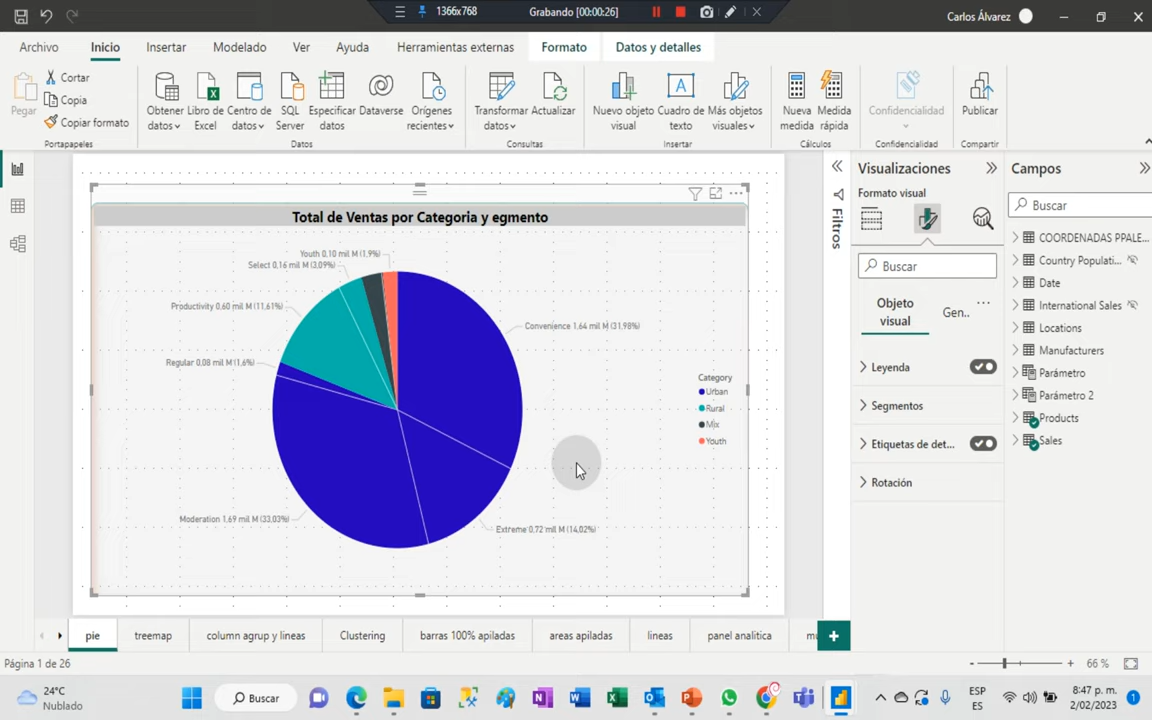 1366x768
Grabando [00:00:26]
Carlos Álvarez
Archivo
Inicio
Insertar
Modelado
Ver
Ayuda
Herramientas externas
Formato
Datos y detalles
Pegar
Cortar
Copia
Copiar formato
Portapapeles
Obtener datos
Libro de Excel
Centro de datos
SQL Server
Especificar datos
Dataverse
Orígenes recientes
Datos
Transformar datos
Actualizar
Consultas
Nuevo objeto visual
Cuadro de texto
Más objetos visuales
Insertar
Nueva medida
Medida rápida
Cálculos
Confidencialidad
Confidencialidad
Publicar
Compartir
Total de Ventas por Categoria y egmento
Youth 0,10 mil M (1,9%)
Select 0,16 mil M (3,09%)
Productivity 0,60 mil M (11,61%)
Convenience 1,64 mil M (31,98%)
Regular 0,08 mil M (1,6%)
Moderation 1,69 mil M (33,03%)
Extreme 0,72 mil M (14,02%)
Category
Urban
Rural
Mix
Youth
Filtros
Visualizaciones
Formato visual
Buscar
Objeto visual
Gen..
Leyenda
Segmentos
Etiquetas de det...
Rotación
Campos
Buscar
COORDENADAS PPALE...
Country Populati...
Date
International Sales
Locations
Manufacturers
Parámetro
Parámetro 2
Products
Sales
pie
treemap
column agrup y lineas
Clustering
barras 100% apiladas
areas apiladas
lineas
panel analitica
Página 1 de 26
66 %
24°C
Nublado
Buscar
ESP
ES
8:47 p. m.
2/02/2023
1